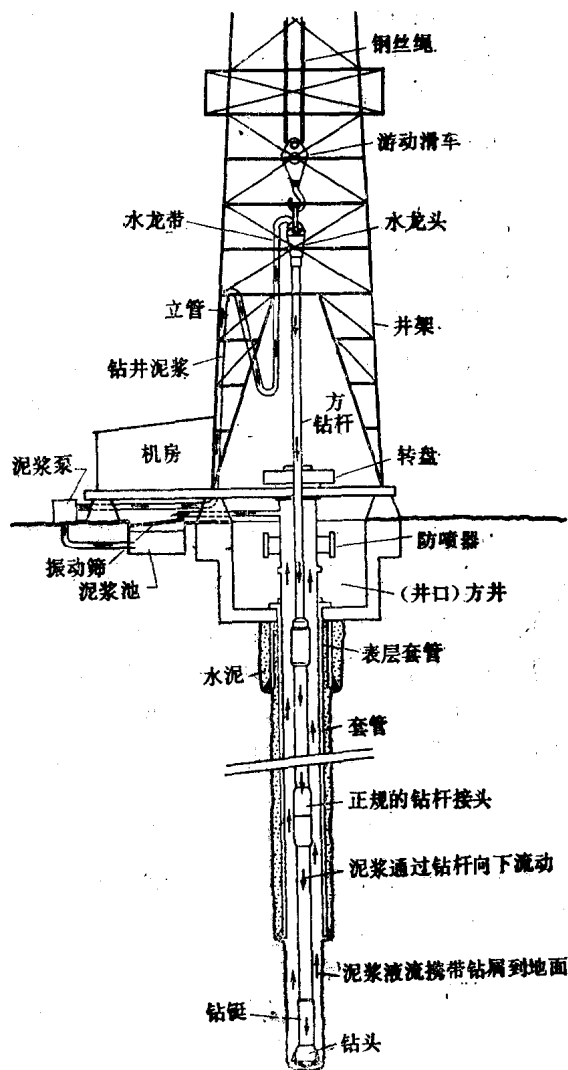 钢丝绳
游动滑车
水龙带
水龙头
立管
井架
钻井泥浆
方
钻杆
机房
转盘
泥浆泵
防喷器
振动筛
泥浆池
(井口)方井
表层套管
水泥
套管
正规的钻杆接头
泥浆通过钻杆向下流动
泥浆液流携带钻屑到地面
钻铤
钻头